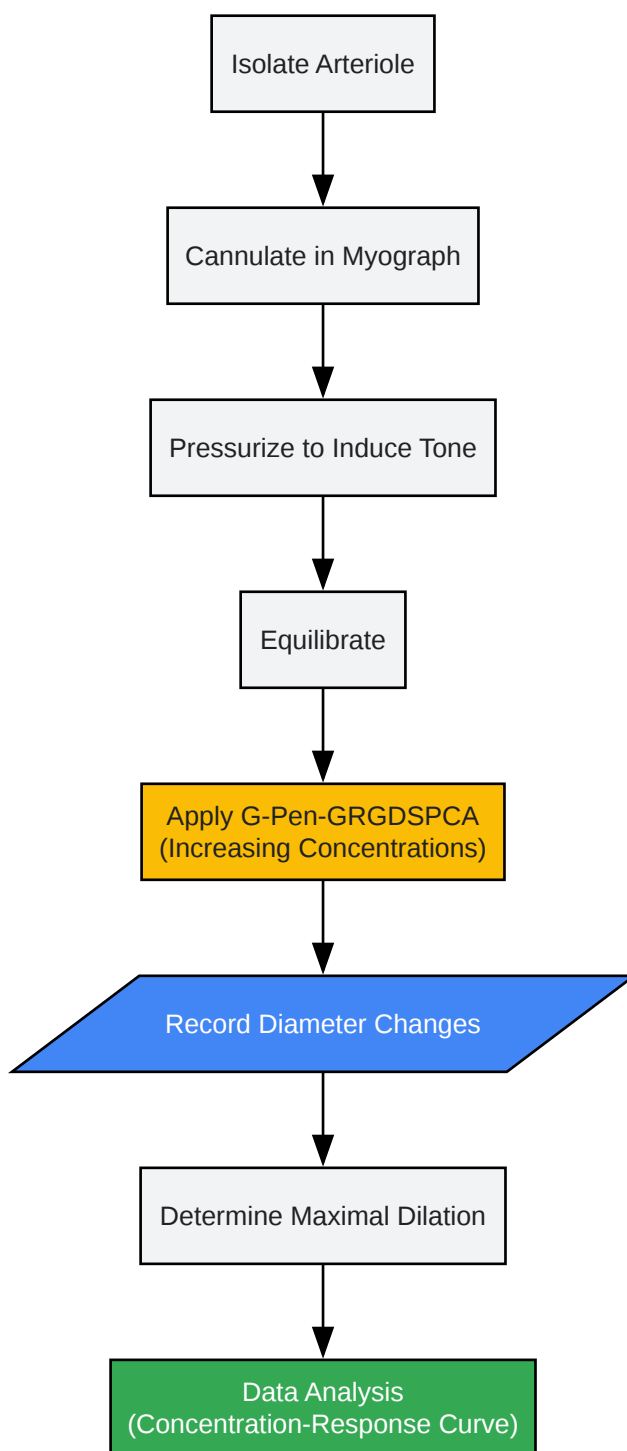 Isolate Arteriole
Cannulate in Myograph
Pressurize to Induce Tone
Equilibrate
Apply G-Pen-GRGDSPCA
(Increasing Concentrations)
Record Diameter Changes
Determine Maximal Dilation
Data Analysis
(Concentration-Response Curve)